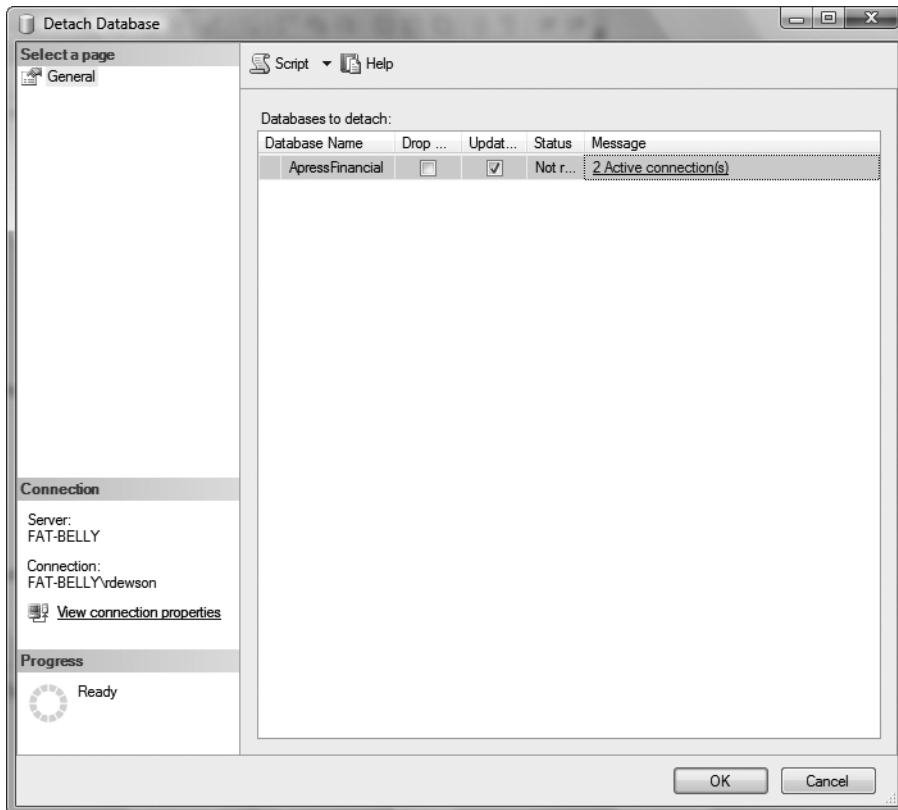 Detach Database
Select a page
General
Script Help
Databases to detach:
Database Name Drop ... Updat... Status Message
ApressFinancial Not r... 2 Active connection(s)
Connection
Server:
FAT-BELLY
Connection:
FAT-BELLY\rdewson
View connection properties
Progress
Ready
OK Cancel